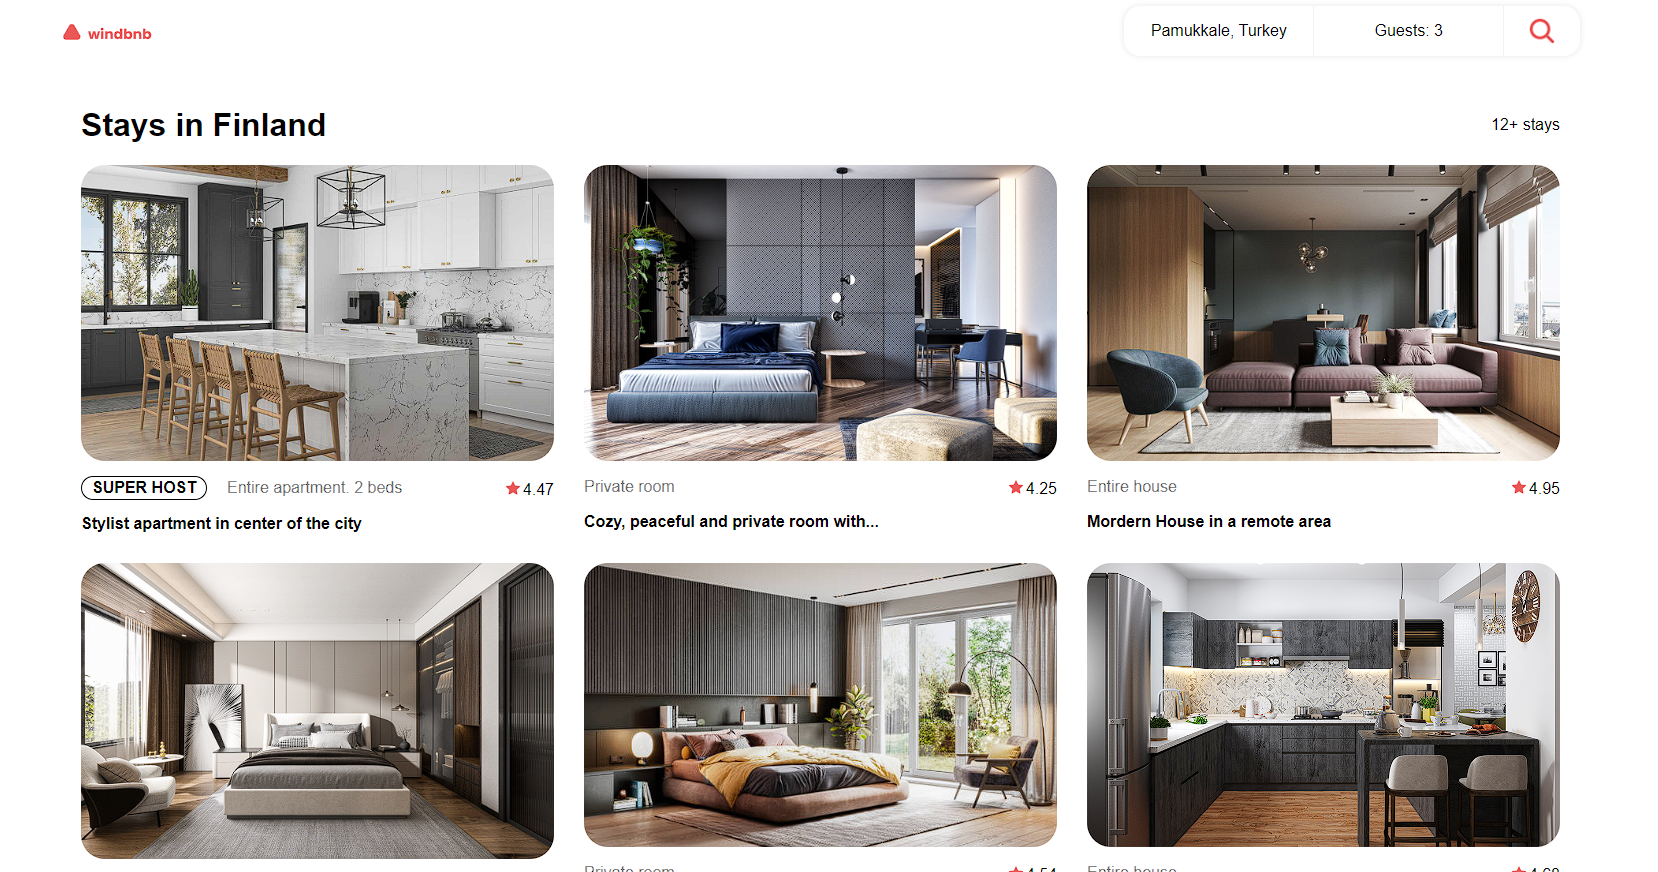 windbnb
Pamukkale, Turkey
Guests: 3
Stays in Finland
12+ stays
SUPER HOST
Entire apartment. 2 beds
4.47
Stylist apartment in center of the city
Private room
4.25
Cozy, peaceful and private room with...
Entire house
4.95
Mordern House in a remote area
Private room
4.54
Entire house